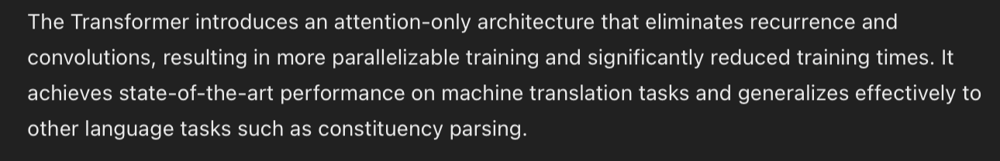 The Transformer introduces an attention-only architecture that eliminates recurrence and
convolutions, resulting in more parallelizable training and significantly reduced training times. It
achieves state-of-the-art performance on machine translation tasks and generalizes effectively to
other language tasks such as constituency parsing.